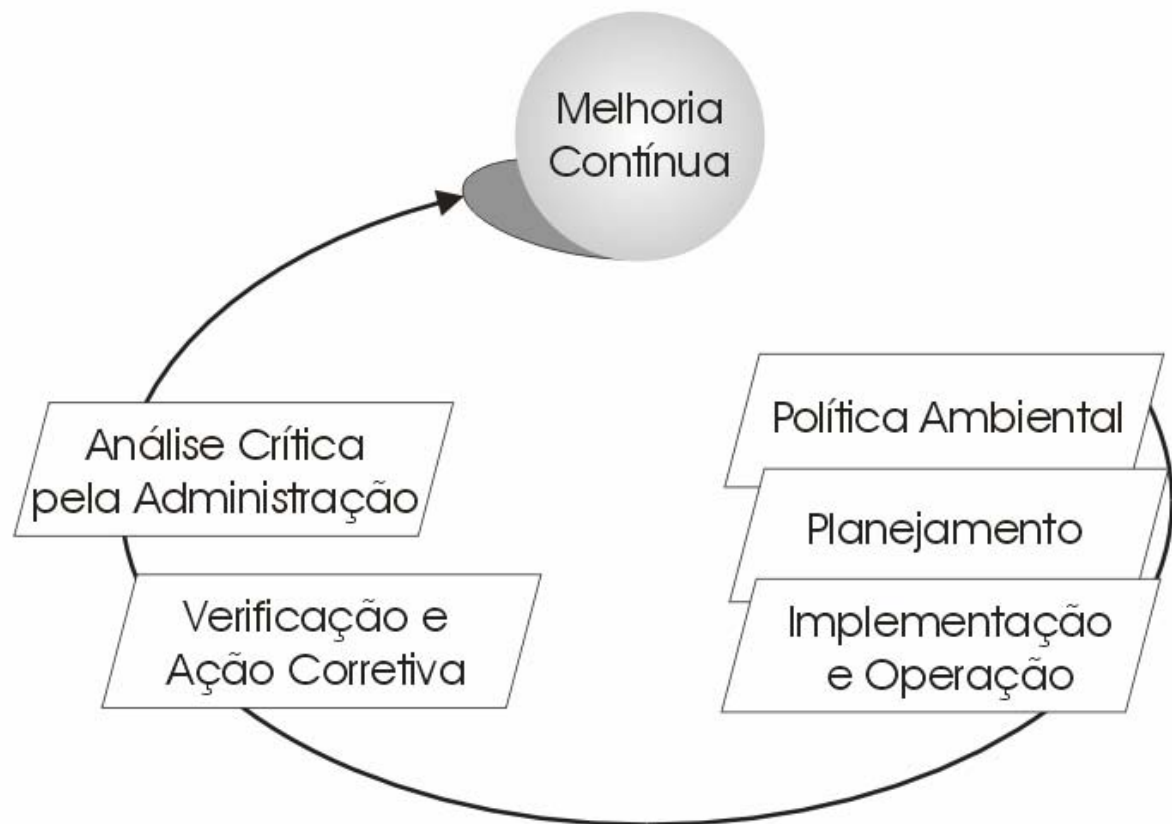 Melhoria
Contínua
Política Ambiental
Planejamento
Implementação
e Operação
Verificação e
Ação Corretiva
Análise Crítica
pela Administração